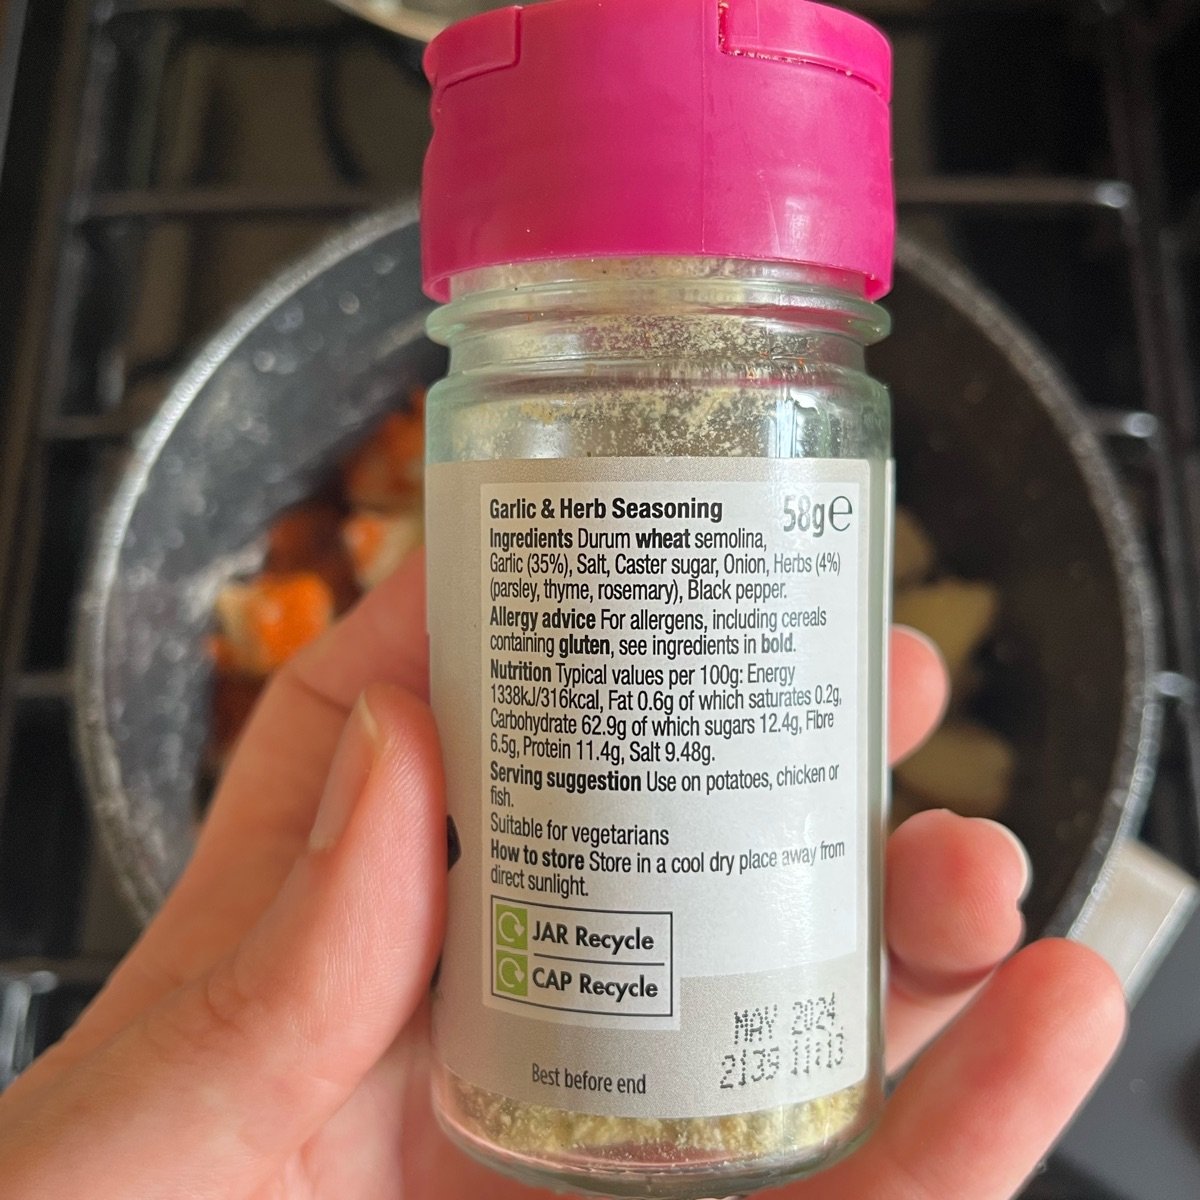 Garlic & Herb Seasoning 58g℮
Ingredients Durum wheat semolina,
Garlic (35%), Salt, Caster sugar, Onion, Herbs (4%)
(parsley, thyme, rosemary), Black pepper.
Allergy advice For allergens, including cereals
containing gluten, see ingredients in bold.
Nutrition Typical values per 100g: Energy
1338kJ/316kcal, Fat 0.6g of which saturates 0.2g,
Carbohydrate 62.9g of which sugars 12.4g, Fibre
6.5g, Protein 11.4g, Salt 9.48g.
Serving suggestion Use on potatoes, chicken or
fish.
Suitable for vegetarians
How to store Store in a cool dry place away from
direct sunlight.
JAR Recycle
CAP Recycle
MAY 2024
2139 11:13
Best before end